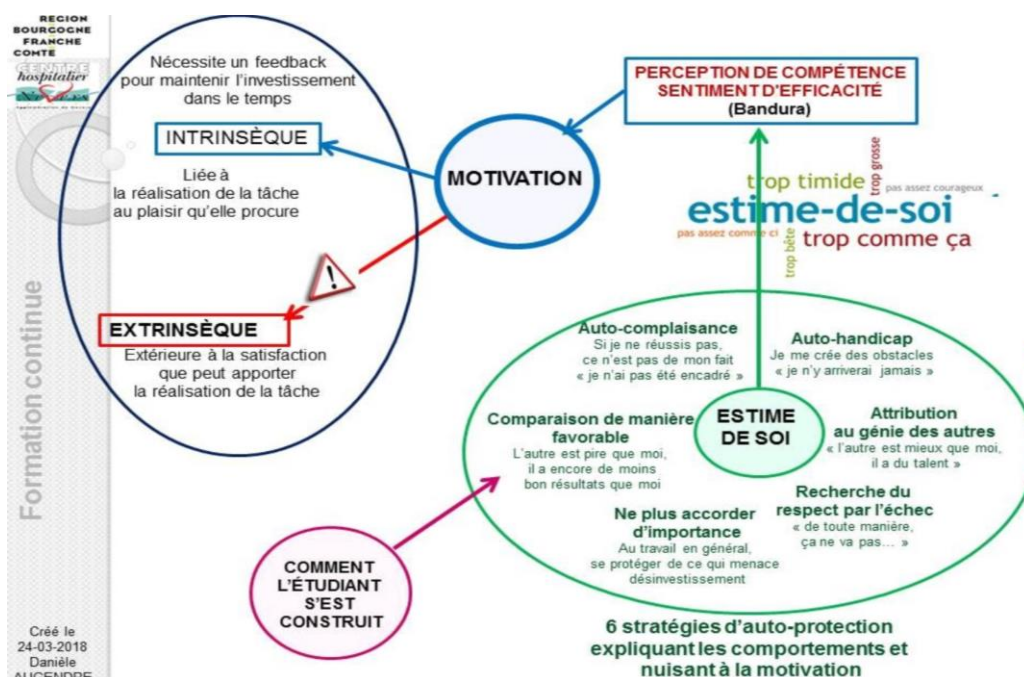 REGION
BOURGOGNE
FRANCHE
COMTE
CENTRE
hospitalier
Formation continue
Créé le
24-03-2018
Danièle
AUGENDRE
Nécessite un feedback
pour maintenir l'investissement
dans le temps
INTRINSÈQUE
Liée à
la réalisation de la tâche
au plaisir qu'elle procure
EXTRINSÈQUE
Extérieure à la satisfaction
que peut apporter
la réalisation de la tâche
!
MOTIVATION
PERCEPTION DE COMPÉTENCE
SENTIMENT D'EFFICACITÉ
(Bandura)
trop timide
trop grosse
pas assez courageux
estime-de-soi
pas assez comme ci
trop bête
trop comme ça
Auto-complaisance
Si je ne réussis pas,
ce n'est pas de mon fait
« je n'ai pas été encadré »
Auto-handicap
Je me crée des obstacles
« je n'y arriverai jamais »
Comparaison de manière
favorable
L'autre est pire que moi,
il a encore de moins
bon résultats que moi
ESTIME
DE SOI
Attribution
au génie des autres
« l'autre est mieux que moi,
il a du talent »
Ne plus accorder
d'importance
Au travail en général,
se protéger de ce qui menace
désinvestissement
Recherche du
respect par l'échec
« de toute manière,
ça ne va pas... »
COMMENT
L'ÉTUDIANT
S'EST
CONSTRUIT
6 stratégies d'auto-protection
expliquant les comportements et
nuisant à la motivation